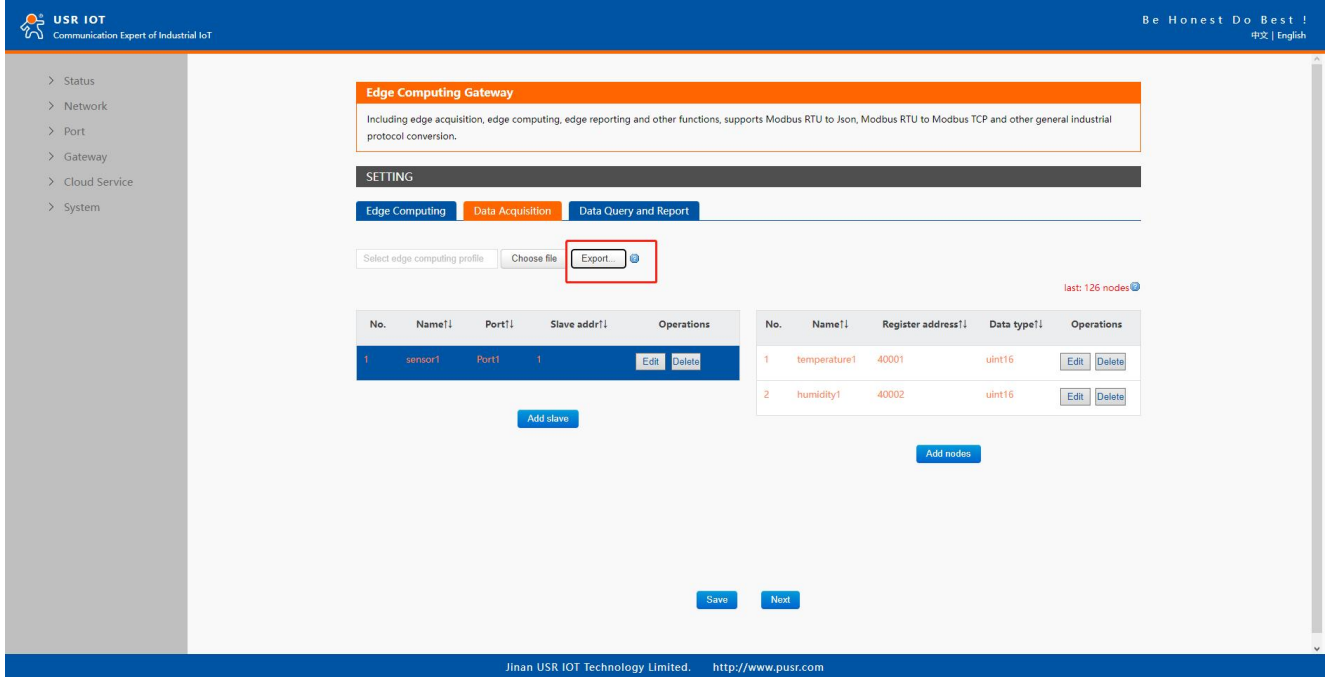 USR IOT
Communication Expert of Industrial IoT
Be Honest Do Best !
中文 | English
> Status
> Network
> Port
> Gateway
> Cloud Service
> System
Edge Computing Gateway
Including edge acquisition, edge computing, edge reporting and other functions, supports Modbus RTU to Json, Modbus RTU to Modbus TCP and other general industrial
protocol conversion.
SETTING
Edge Computing Data Acquisition Data Query and Report
Select edge computing profile Choose file Export...
last: 126 nodes
No. Name↑↓ Port↑↓ Slave addr↑↓ Operations
1 sensor1 Port1 1 Edit Delete
Add slave
No. Name↑↓ Register address↑↓ Data type↑↓ Operations
1 temperature1 40001 uint16 Edit Delete
2 humidity1 40002 uint16 Edit Delete
Add nodes
Save Next
Jinan USR IOT Technology Limited. http://www.pusr.com